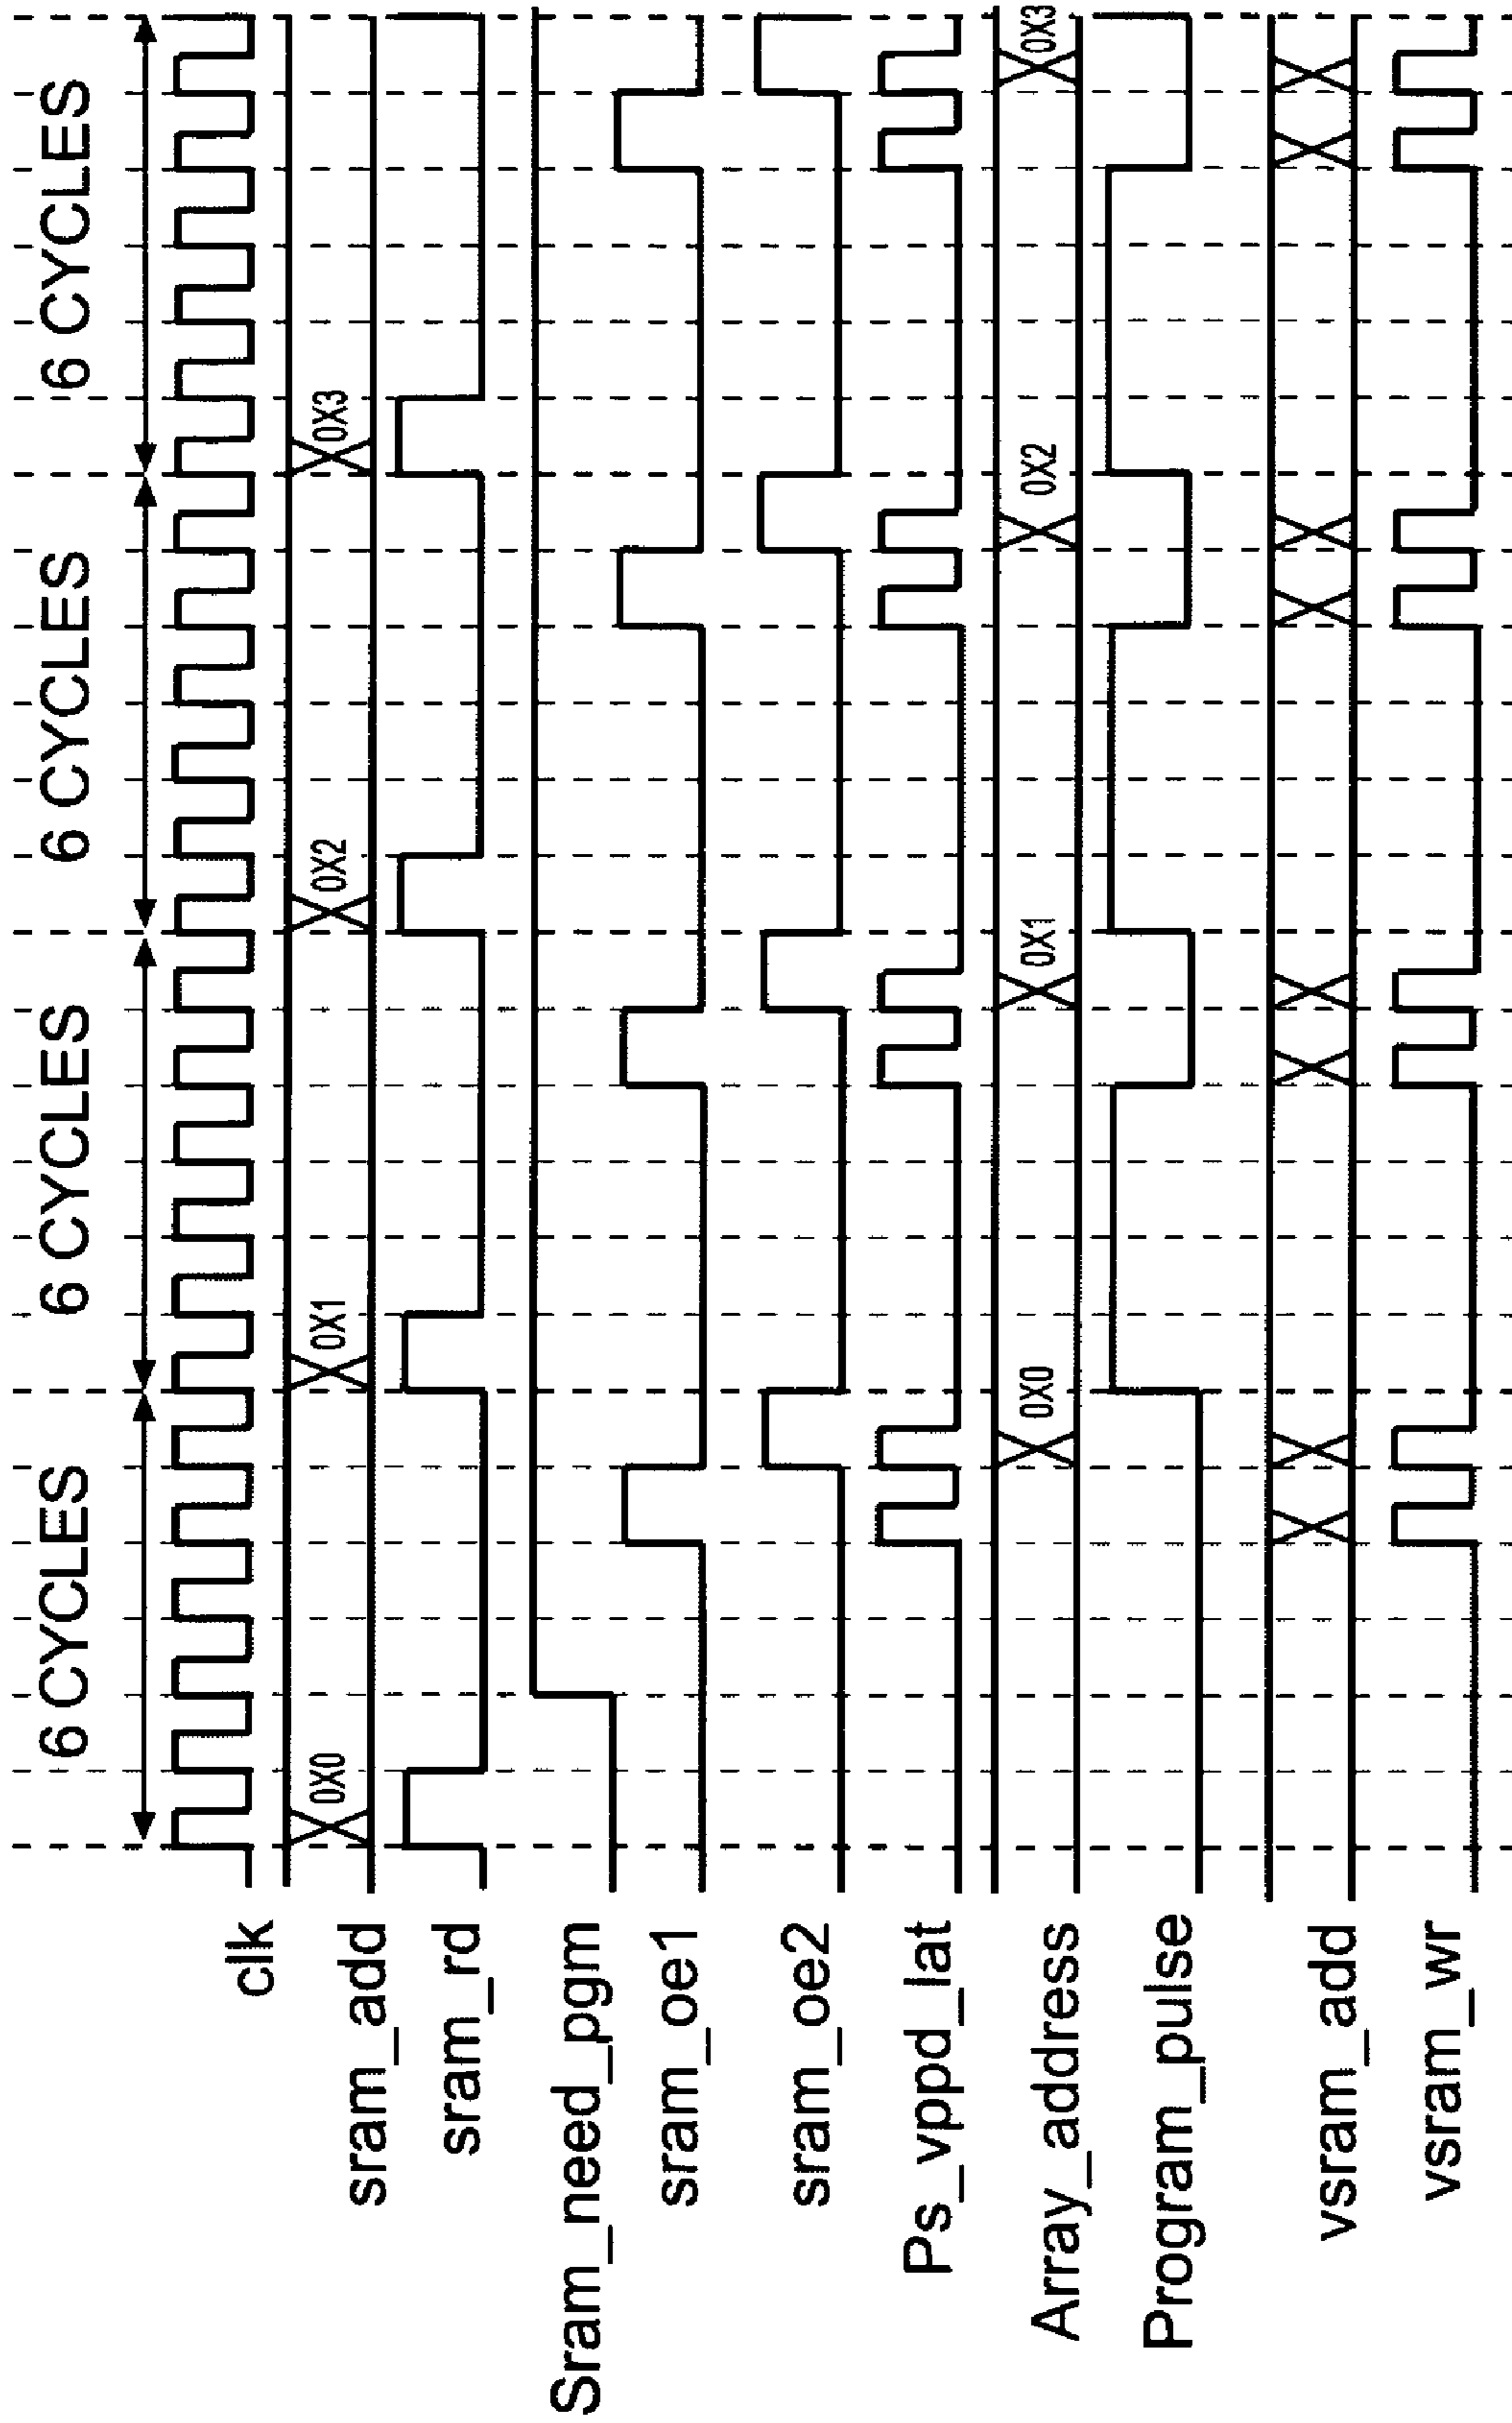 6 CYCLES 6 CYCLES 6 CYCLES 6 CYCLES
clk
sram_add 0X0 0X1 0X2 0X3
sram_rd
Sram_need_pgm
sram_oe1
sram_oe2
Ps_vppd_lat
Array_address 0X0 0X1 0X2 0X3
Program_pulse
vsram_add
vsram_wr